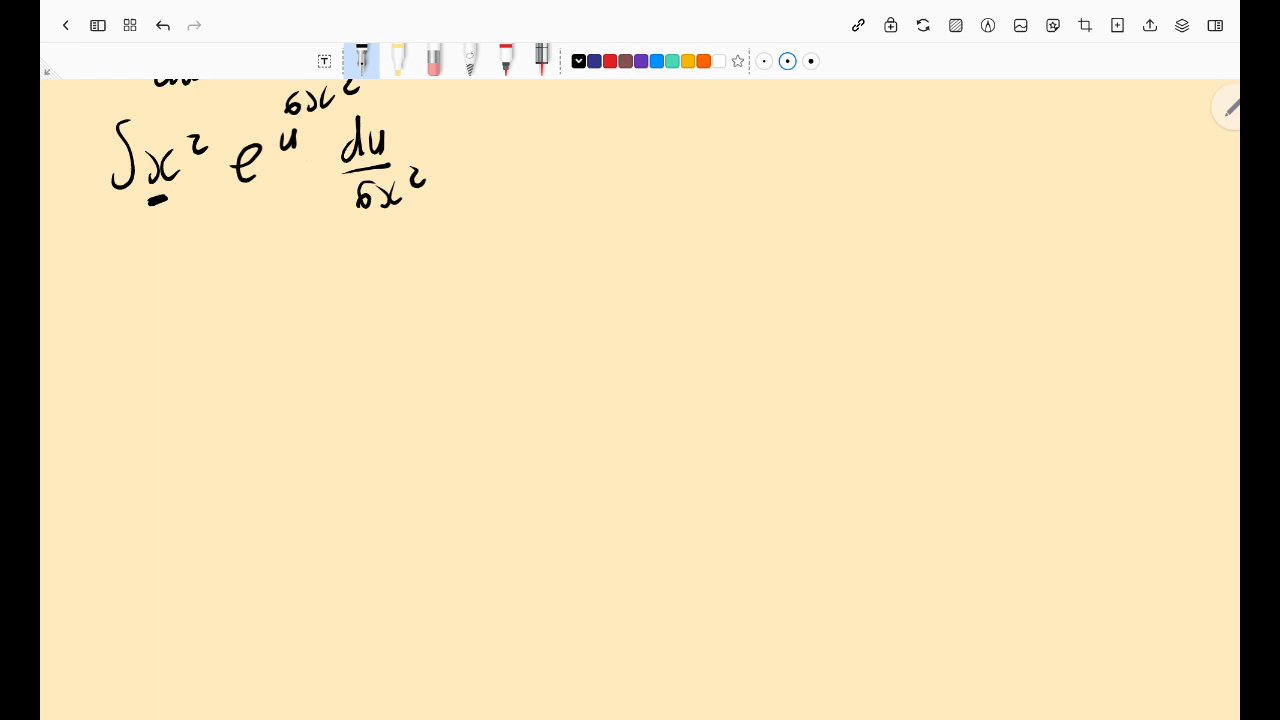 6x²
∫x² e^u du/6x²